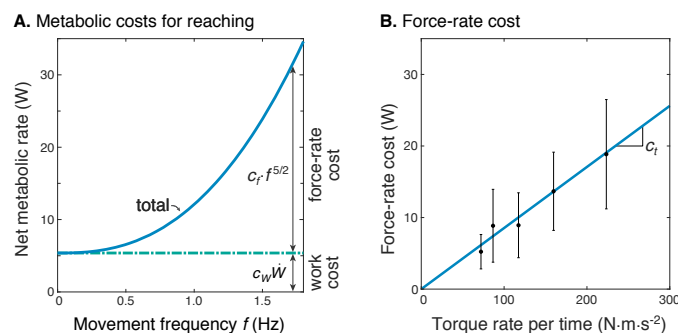 A. Metabolic costs for reaching
B. Force-rate cost
Net metabolic rate (W)
30
20
10
0
0
0.5
1.0
1.5
Movement frequency f (Hz)
total
c_f·f^{5/2}
c_W Ẇ
force-rate
cost
work
cost
Force-rate cost (W)
30
20
10
0
0
100
200
300
Torque rate per time (N·m·s⁻²)
c_t